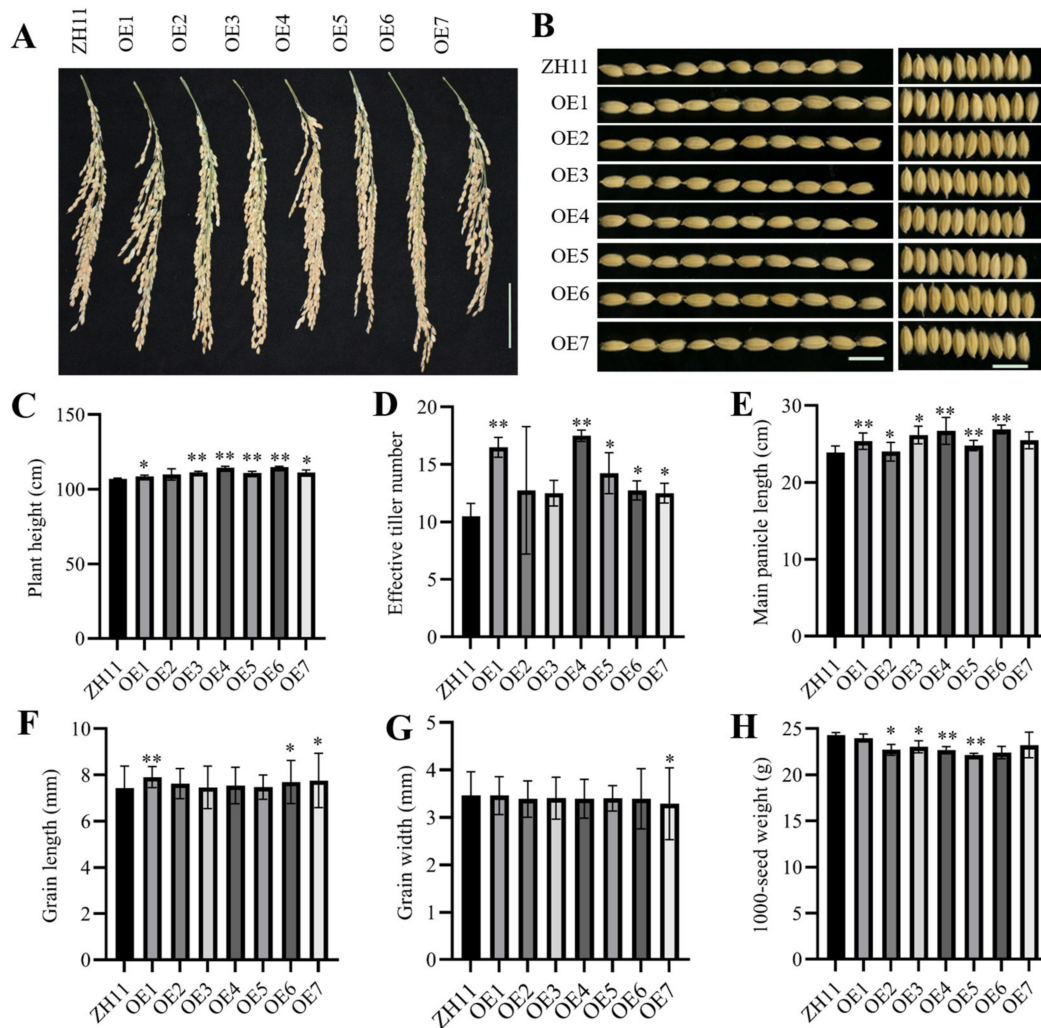 A
ZH11
OE1
OE2
OE3
OE4
OE5
OE6
OE7
B
ZH11
OE1
OE2
OE3
OE4
OE5
OE6
OE7
C
Plant height (cm)
150
100
50
0
* ** ** ** ** *
ZH11 OE1 OE2 OE3 OE4 OE5 OE6 OE7
D
Effective tiller number
20
15
10
5
0
** ** * * *
ZH11 OE1 OE2 OE3 OE4 OE5 OE6 OE7
E
Main panicle length (cm)
30
20
10
0
** * * ** ** **
ZH11 OE1 OE2 OE3 OE4 OE5 OE6 OE7
F
Grain length (mm)
10
8
6
4
2
0
** * *
ZH11 OE1 OE2 OE3 OE4 OE5 OE6 OE7
G
Grain width (mm)
5
4
3
2
1
0
*
ZH11 OE1 OE2 OE3 OE4 OE5 OE6 OE7
H
1000-seed weight (g)
25
20
15
10
5
0
* * ** **
ZH11 OE1 OE2 OE3 OE4 OE5 OE6 OE7